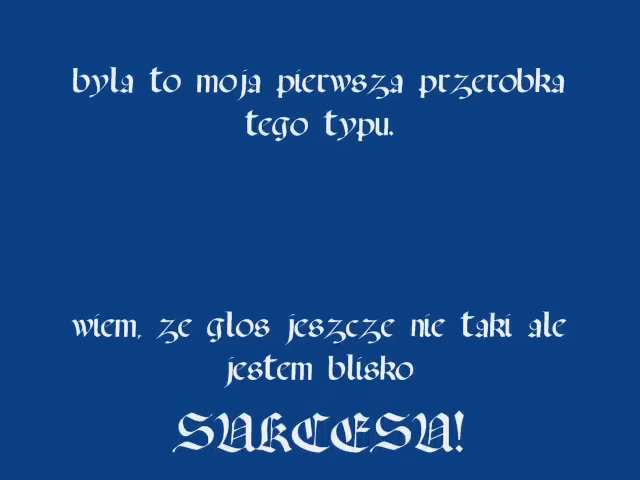 byla to moja pierwsza przerobka
tego typu.
wiem, ze glos jeszcze nie taki ale
jestem blisko
SUKCESU!